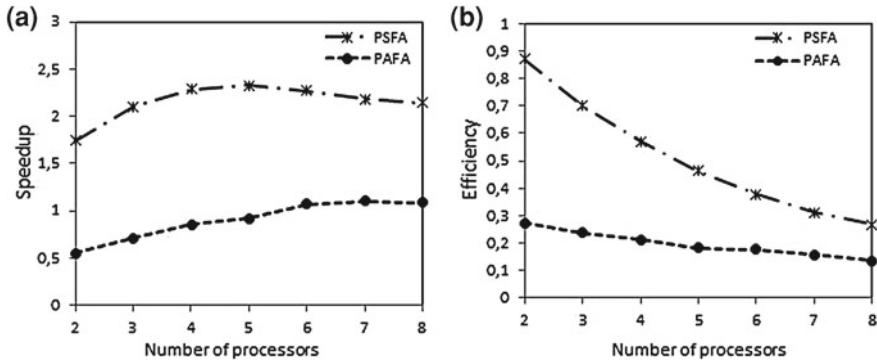 (a)
3
2,5
2
1,5
1
0,5
0
Speedup
PSFA
PAFA
2 3 4 5 6 7 8
Number of processors
(b)
1
0,9
0,8
0,7
0,6
0,5
0,4
0,3
0,2
0,1
0
Efficiency
PSFA
PAFA
2 3 4 5 6 7 8
Number of processors